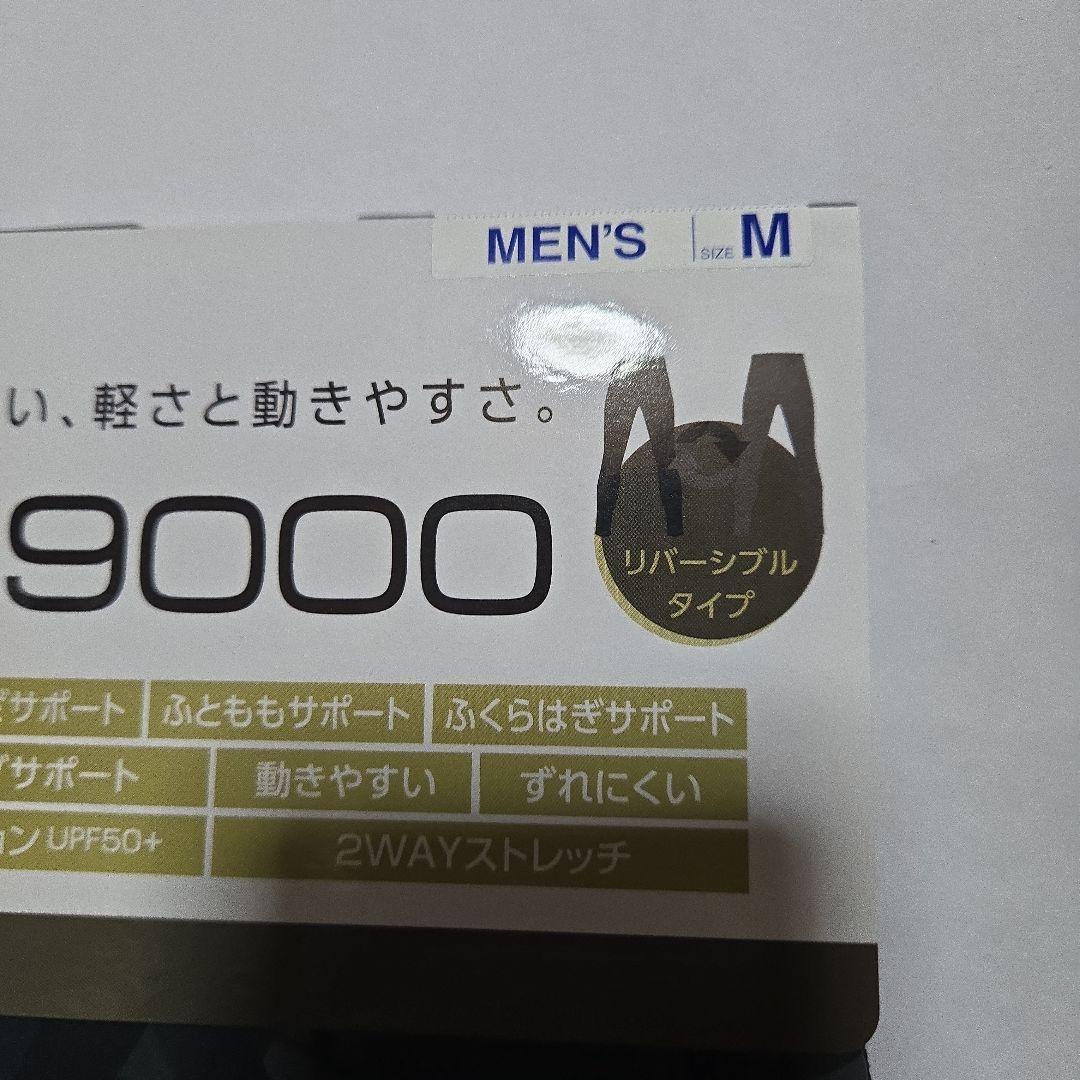 MEN'S SIZE M
い、軽さと動きやすさ。
9000
リバーシブル
タイプ
サポート ふとももサポート ふくらはぎサポート
サポート 動きやすい ずれにくい
ョン UPF50+ 2WAYストレッチ